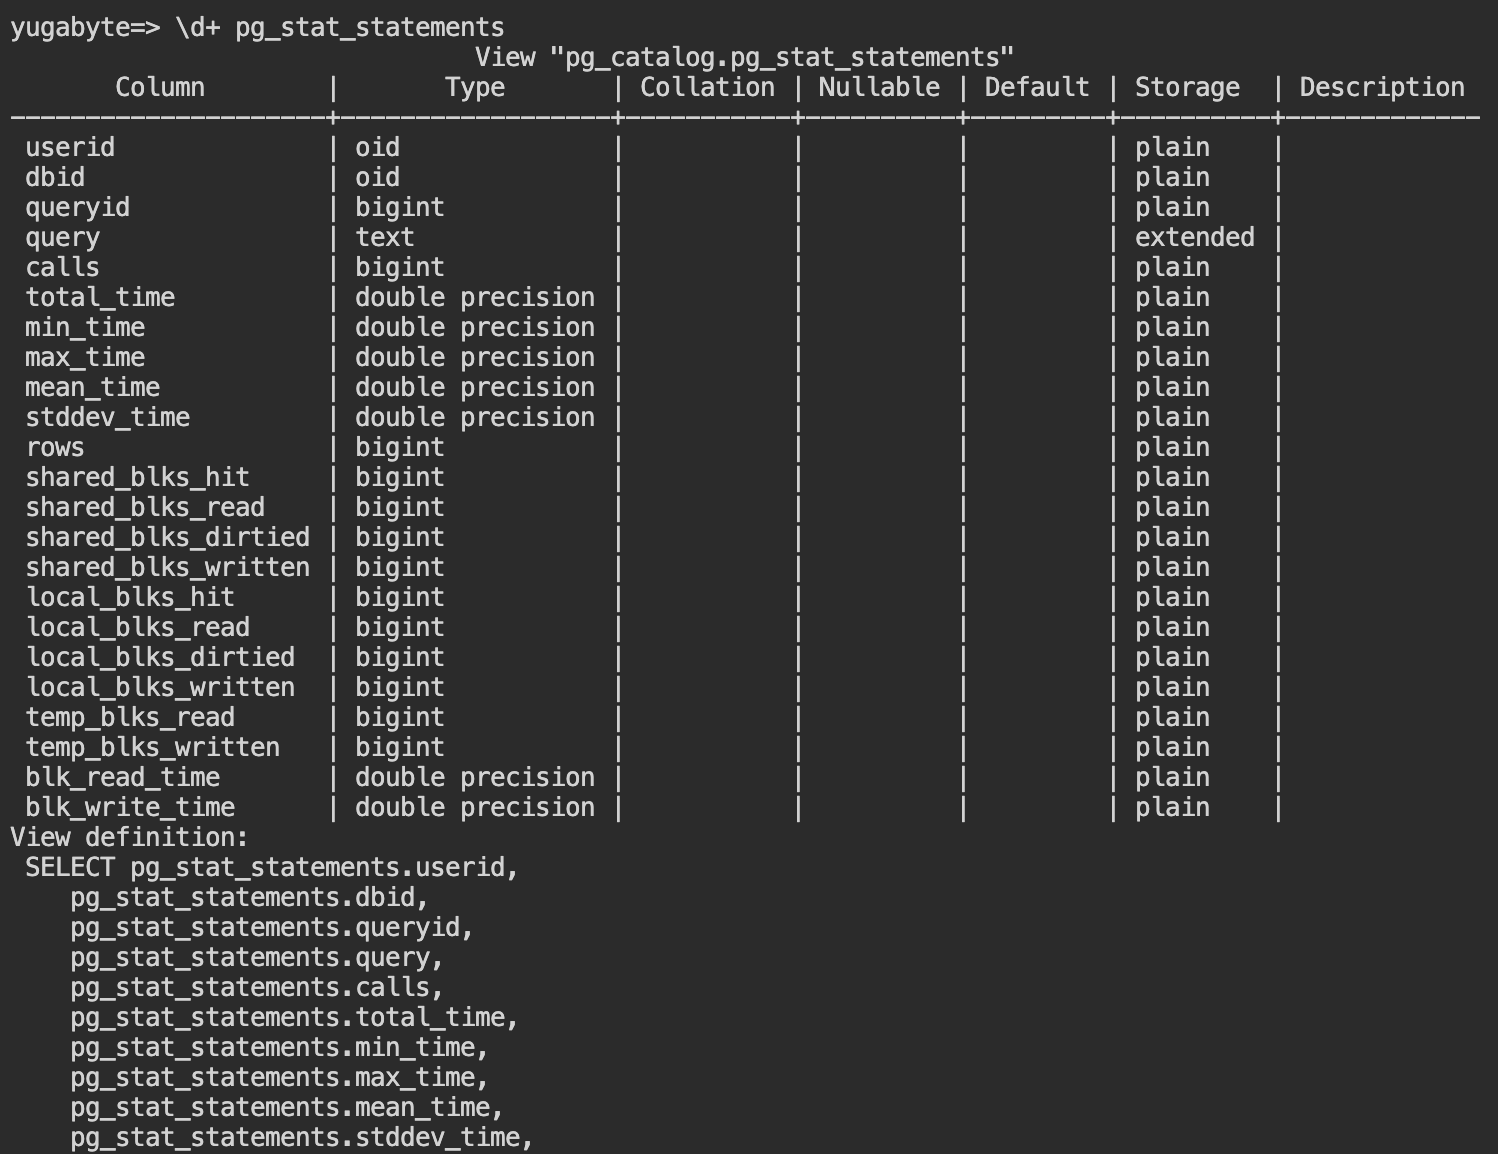 yugabyte=> \d+ pg_stat_statements
                               View "pg_catalog.pg_stat_statements"
       Column        |       Type       | Collation | Nullable | Default | Storage  | Description
---------------------+------------------+-----------+----------+---------+----------+-------------
 userid              | oid              |           |          |         | plain    |
 dbid                | oid              |           |          |         | plain    |
 queryid             | bigint           |           |          |         | plain    |
 query               | text             |           |          |         | extended |
 calls               | bigint           |           |          |         | plain    |
 total_time          | double precision |           |          |         | plain    |
 min_time            | double precision |           |          |         | plain    |
 max_time            | double precision |           |          |         | plain    |
 mean_time           | double precision |           |          |         | plain    |
 stddev_time         | double precision |           |          |         | plain    |
 rows                | bigint           |           |          |         | plain    |
 shared_blks_hit     | bigint           |           |          |         | plain    |
 shared_blks_read    | bigint           |           |          |         | plain    |
 shared_blks_dirtied | bigint           |           |          |         | plain    |
 shared_blks_written | bigint           |           |          |         | plain    |
 local_blks_hit      | bigint           |           |          |         | plain    |
 local_blks_read     | bigint           |           |          |         | plain    |
 local_blks_dirtied  | bigint           |           |          |         | plain    |
 local_blks_written  | bigint           |           |          |         | plain    |
 temp_blks_read      | bigint           |           |          |         | plain    |
 temp_blks_written   | bigint           |           |          |         | plain    |
 blk_read_time       | double precision |           |          |         | plain    |
 blk_write_time      | double precision |           |          |         | plain    |
View definition:
 SELECT pg_stat_statements.userid,
    pg_stat_statements.dbid,
    pg_stat_statements.queryid,
    pg_stat_statements.query,
    pg_stat_statements.calls,
    pg_stat_statements.total_time,
    pg_stat_statements.min_time,
    pg_stat_statements.max_time,
    pg_stat_statements.mean_time,
    pg_stat_statements.stddev_time,